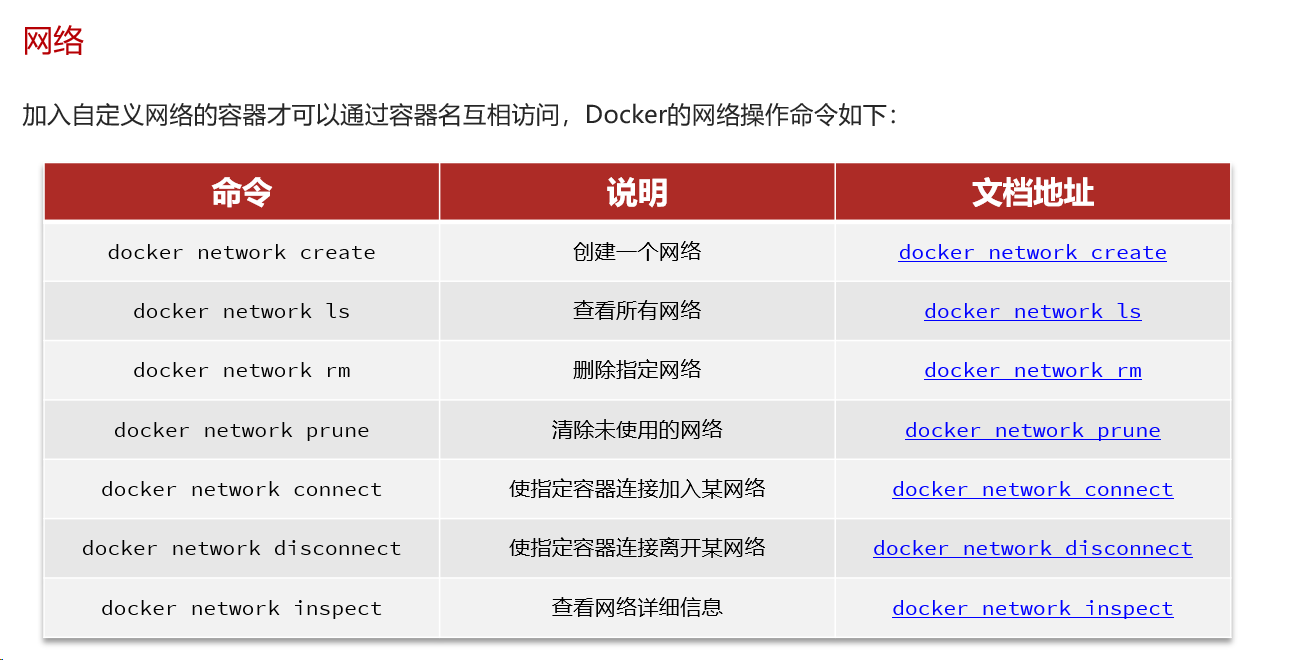 网络
加入自定义网络的容器才可以通过容器名互相访问，Docker的网络操作命令如下：
命令 说明 文档地址
docker network create 创建一个网络 docker network create
docker network ls 查看所有网络 docker network ls
docker network rm 删除指定网络 docker network rm
docker network prune 清除未使用的网络 docker network prune
docker network connect 使指定容器连接加入某网络 docker network connect
docker network disconnect 使指定容器连接离开某网络 docker network disconnect
docker network inspect 查看网络详细信息 docker network inspect